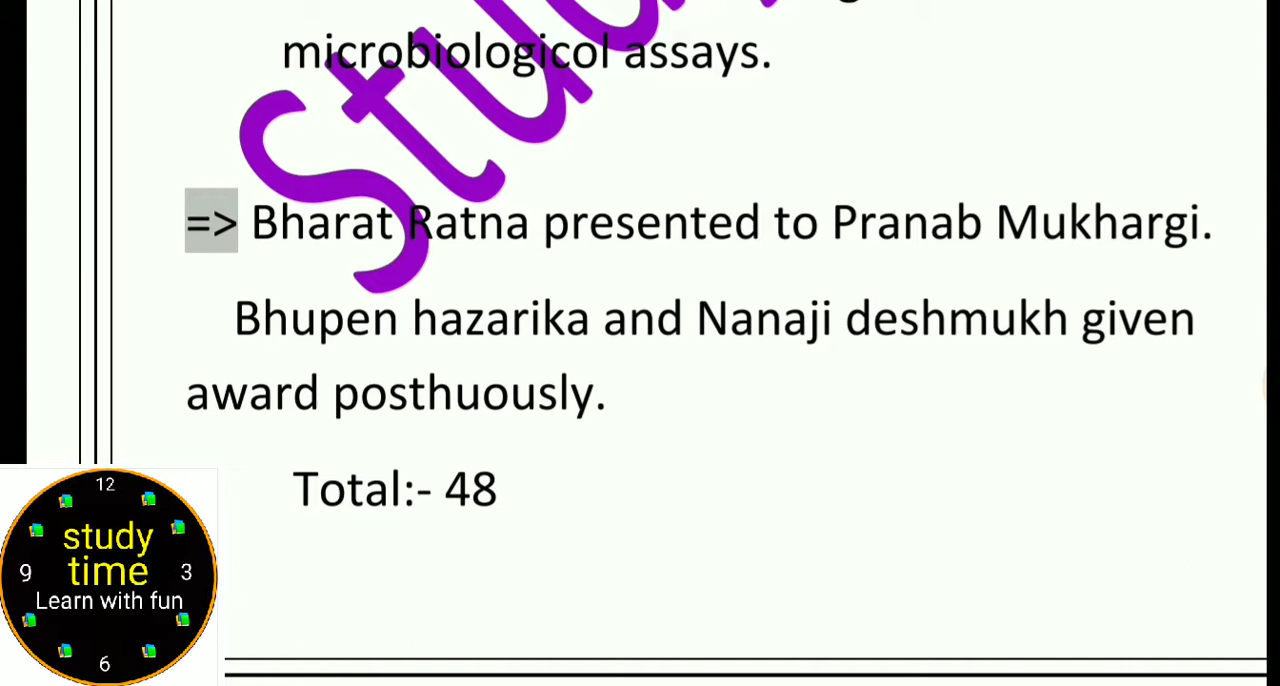 microbiologicol assays.
=> Bharat Ratna presented to Pranab Mukhargi.
Bhupen hazarika and Nanaji deshmukh given
award posthuously.
Total:- 48
12
study
time
9
3
Learn with fun
6